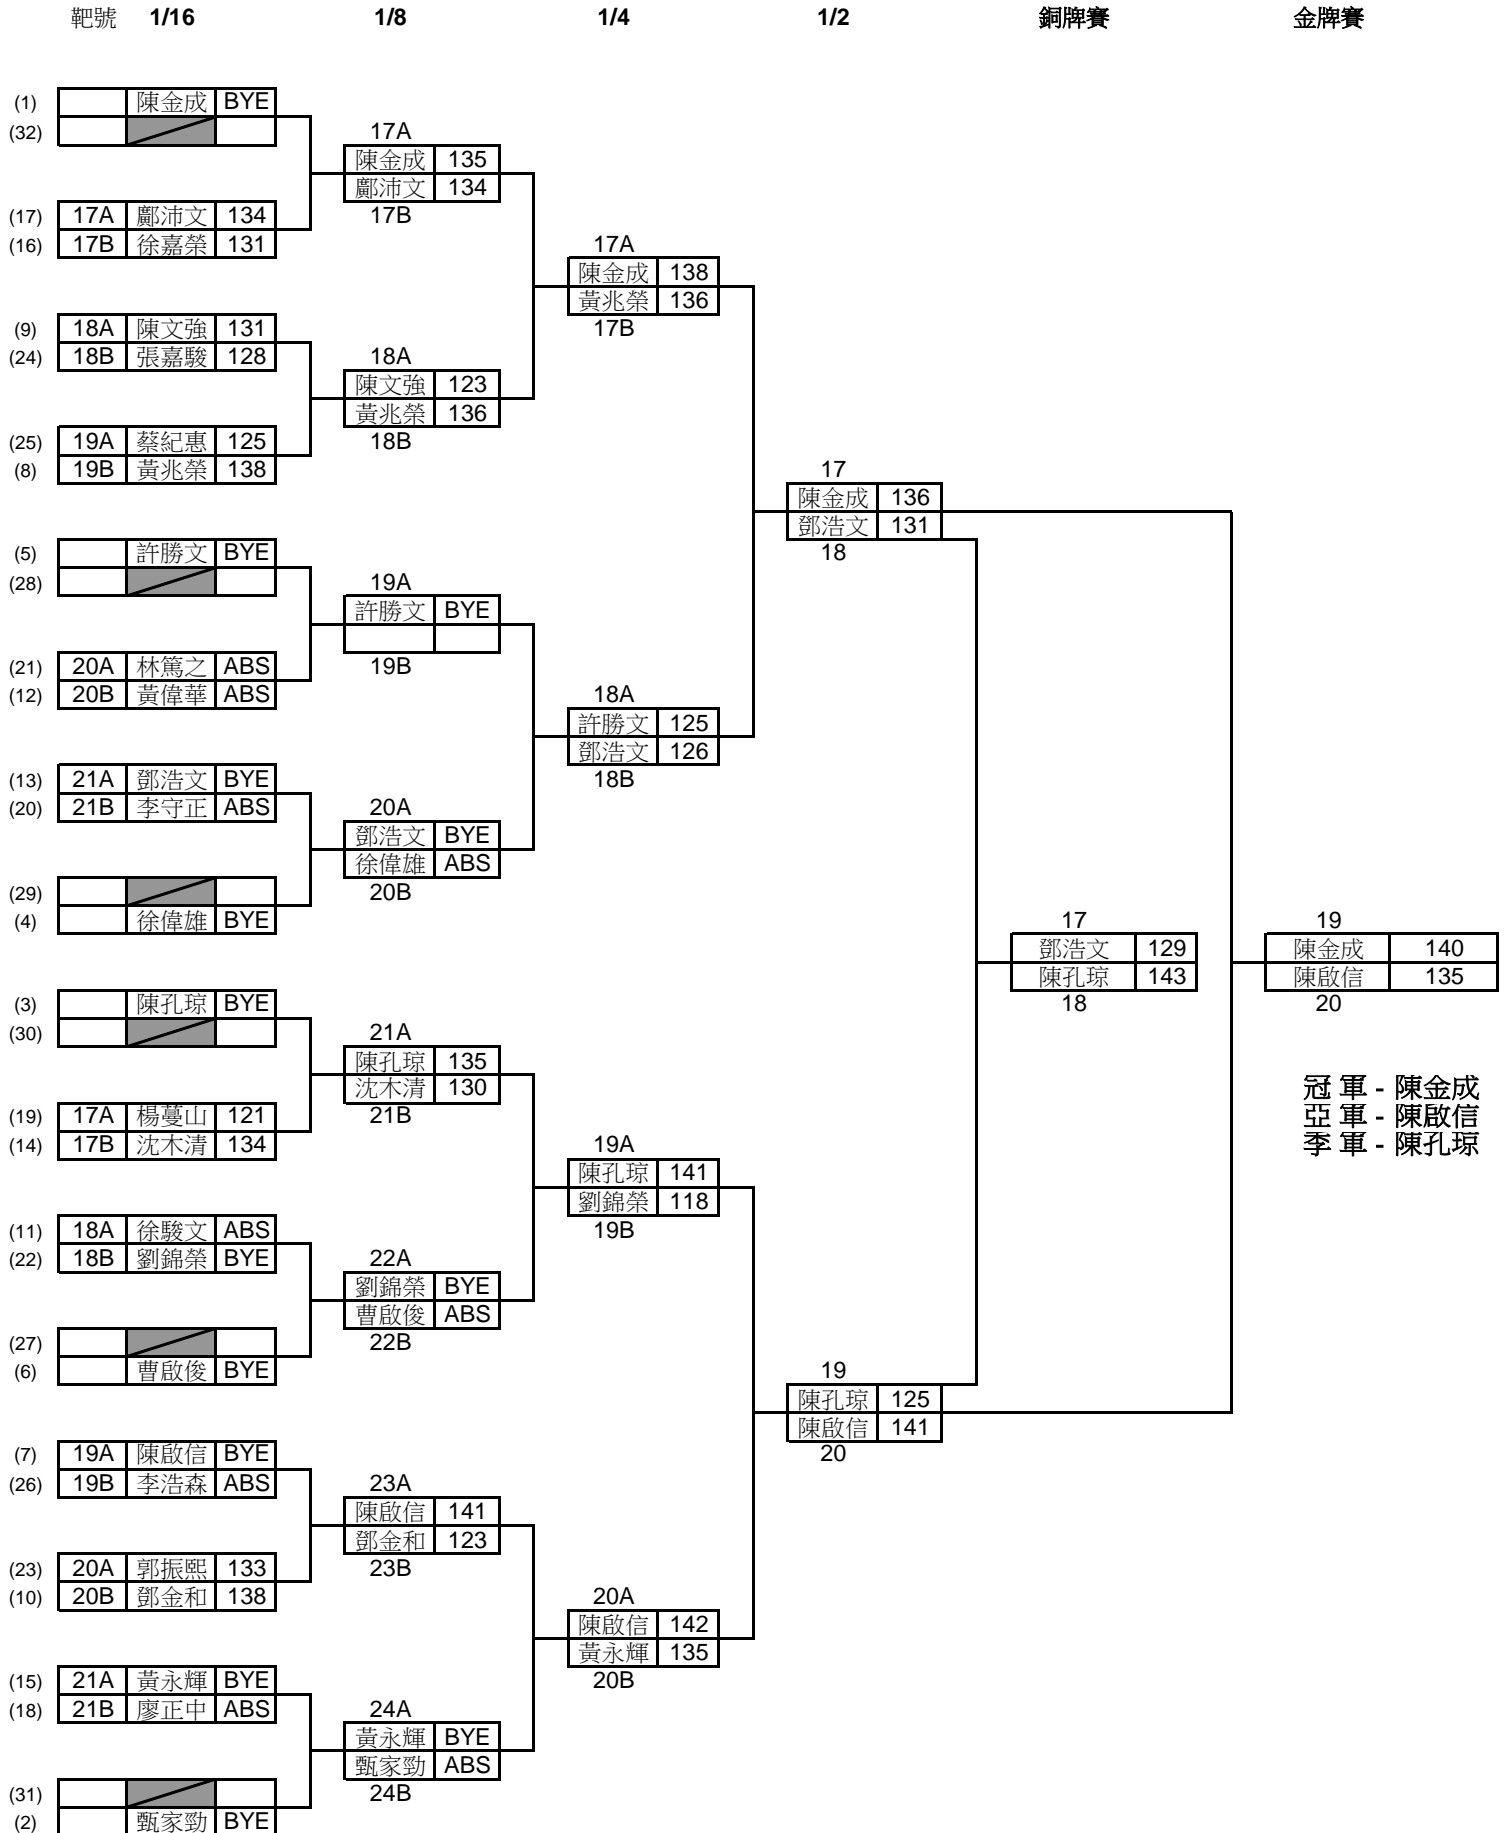 靶號 1/16 1/8 1/4 1/2 銅牌賽 金牌賽
(1) 陳金成 BYE
(32) 17A
陳金成 135
鄺沛文 134
(17) 17A 鄺沛文 134 17B
(16) 17B 徐嘉榮 131 17A
陳金成 138
黃兆榮 136
(9) 18A 陳文強 131 17B
(24) 18B 張嘉駿 128 18A
陳文強 123
黃兆榮 136
(25) 19A 蔡紀惠 125 18B
(8) 19B 黃兆榮 138 17
陳金成 136
鄧浩文 131
(5) 許勝文 BYE 18
(28) 19A
許勝文 BYE
(21) 20A 林篤之 ABS 19B
(12) 20B 黃偉華 ABS 18A
許勝文 125
鄧浩文 126
(13) 21A 鄧浩文 BYE 18B
(20) 21B 李守正 ABS 20A
鄧浩文 BYE
徐偉雄 ABS
(29) 20B
(4) 徐偉雄 BYE 17 19
鄧浩文 129 陳金成 140
陳孔琼 143 陳啟信 135
(3) 陳孔琼 BYE 18 20
(30) 21A
陳孔琼 135
沈木清 130
冠 軍 - 陳金成
(19) 17A 楊蔓山 121 21B 亞 軍 - 陳啟信
(14) 17B 沈木清 134 19A 季 軍 - 陳孔琼
陳孔琼 141
劉錦榮 118
(11) 18A 徐駿文 ABS 19B
(22) 18B 劉錦榮 BYE 22A
劉錦榮 BYE
曹啟俊 ABS
(27) 22B
(6) 曹啟俊 BYE 19
陳孔琼 125
陳啟信 141
(7) 19A 陳啟信 BYE 20
(26) 19B 李浩森 ABS 23A
陳啟信 141
鄧金和 123
(23) 20A 郭振熙 133 23B
(10) 20B 鄧金和 138 20A
陳啟信 142
黃永輝 135
(15) 21A 黃永輝 BYE 20B
(18) 21B 廖正中 ABS 24A
黃永輝 BYE
甄家勁 ABS
(31) 24B
(2) 甄家勁 BYE